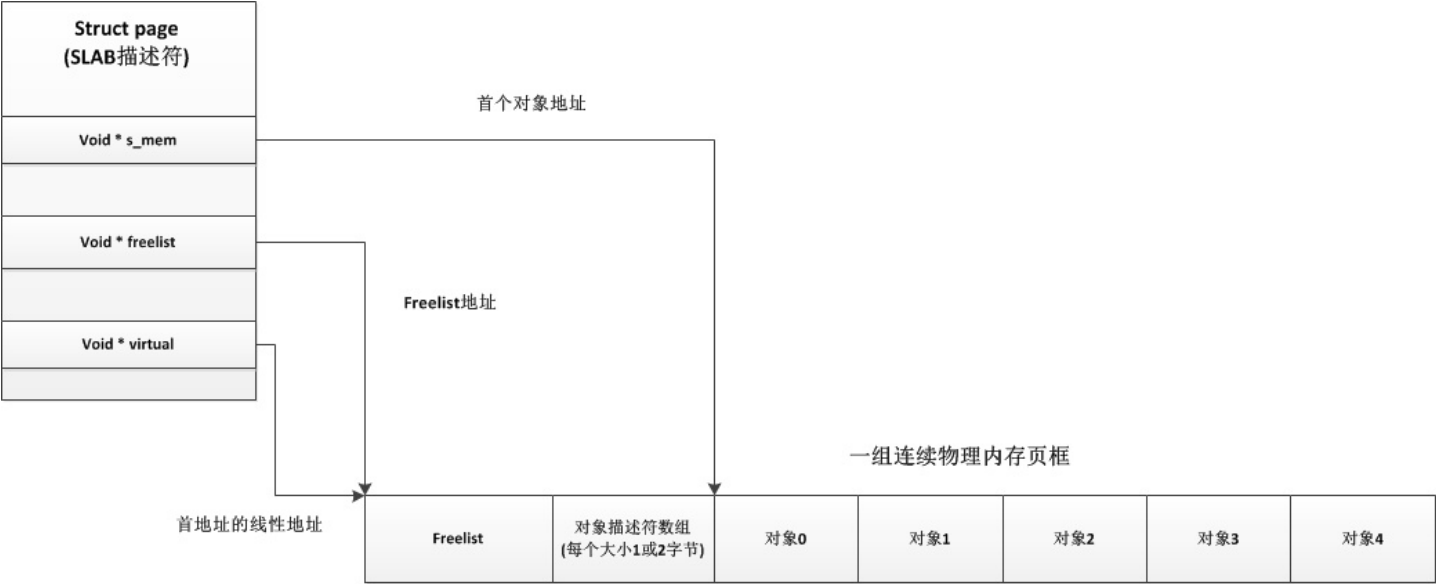 Struct page
(SLAB描述符)
首个对象地址
Void * s_mem
Void * freelist
Freelist地址
Void * virtual
一组连续物理内存页框
首地址的线性地址
Freelist
对象描述符数组
(每个大小1或2字节)
对象0
对象1
对象2
对象3
对象4